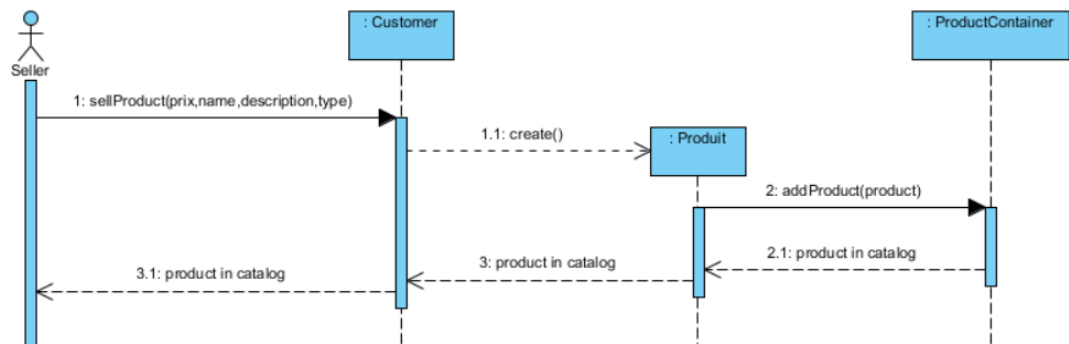 : Customer
: ProductContainer
Seller
1: sellProduct(prix,name,description,type)
1.1: create()
: Produit
2: addProduct(product)
2.1: product in catalog
3: product in catalog
3.1: product in catalog